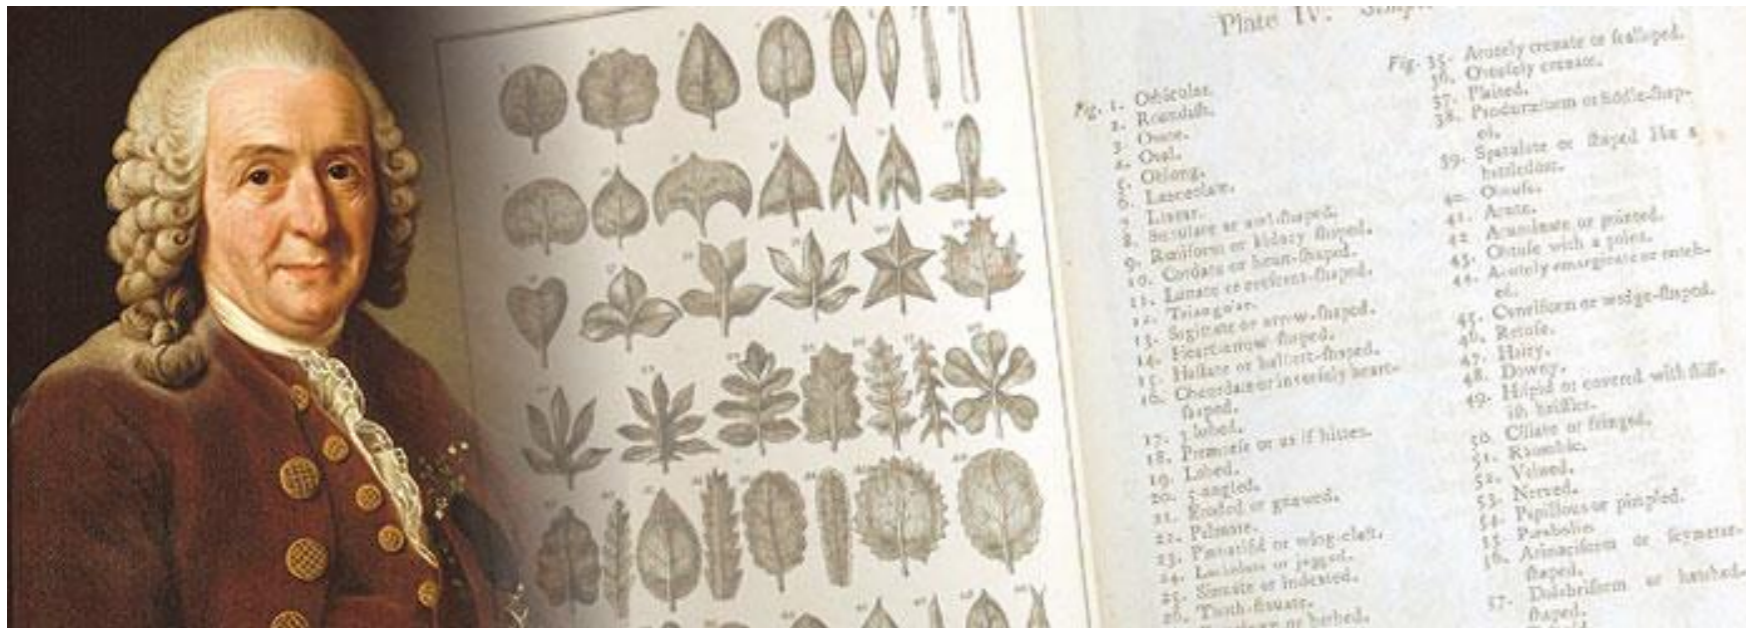 Plate IV.
Fig. 1. Orbicular.
2. Roundiſh.
3. Ovate.
4. Oval.
5. Oblong.
6. Lanceolate.
7. Linear.
8. Subulate or awl-ſhaped.
9. Reniform or kidney ſhaped.
10. Cordate or heart-ſhaped.
11. Lunate or creſcent-ſhaped.
12. Triangular.
13. Sagittate or arrow-ſhaped.
14. Heart-arrow-ſhaped.
15. Haſtate or halbert-ſhaped.
16. Obcordate or inverſely heart-
ſhaped.
17. 3 lobed.
18. Præmorſe or as if bitten.
19. Lobed.
20. 5-angled.
21. Eroded or gnawed.
22. Palmate.
23. Pinnatifid or wing-cleft.
24. Laciniate or jagged.
25. Sinuate or indented.
26. Tooth-ſinuate.
or barbed.
Fig. 35. Acutely crenate or ſcalloped.
36. Obtuſely crenate.
37. Plaited.
38. Panduræform or fiddle-ſhap-
ed.
39. Spatulate or ſhaped like a
battledore.
40. Obtuſe.
41. Acute.
42. Acuminate or pointed.
43. Obtuſe with a point.
44. Acutely emarginate or notch-
ed.
45. Cuneiform or wedge-ſhaped.
46. Retuſe.
47. Hairy.
48. Downy.
49. Hiſpid or covered with ſtiff-
iſh briſtles.
50. Ciliate or fringed.
51. Rhombic.
52. Veined.
53. Nerved.
54. Papillous or pimpled.
55. Parabolic
56. Acinaciform or ſcymetar-
ſhaped.
57. Dolabriform or hatchet-
ſhaped.